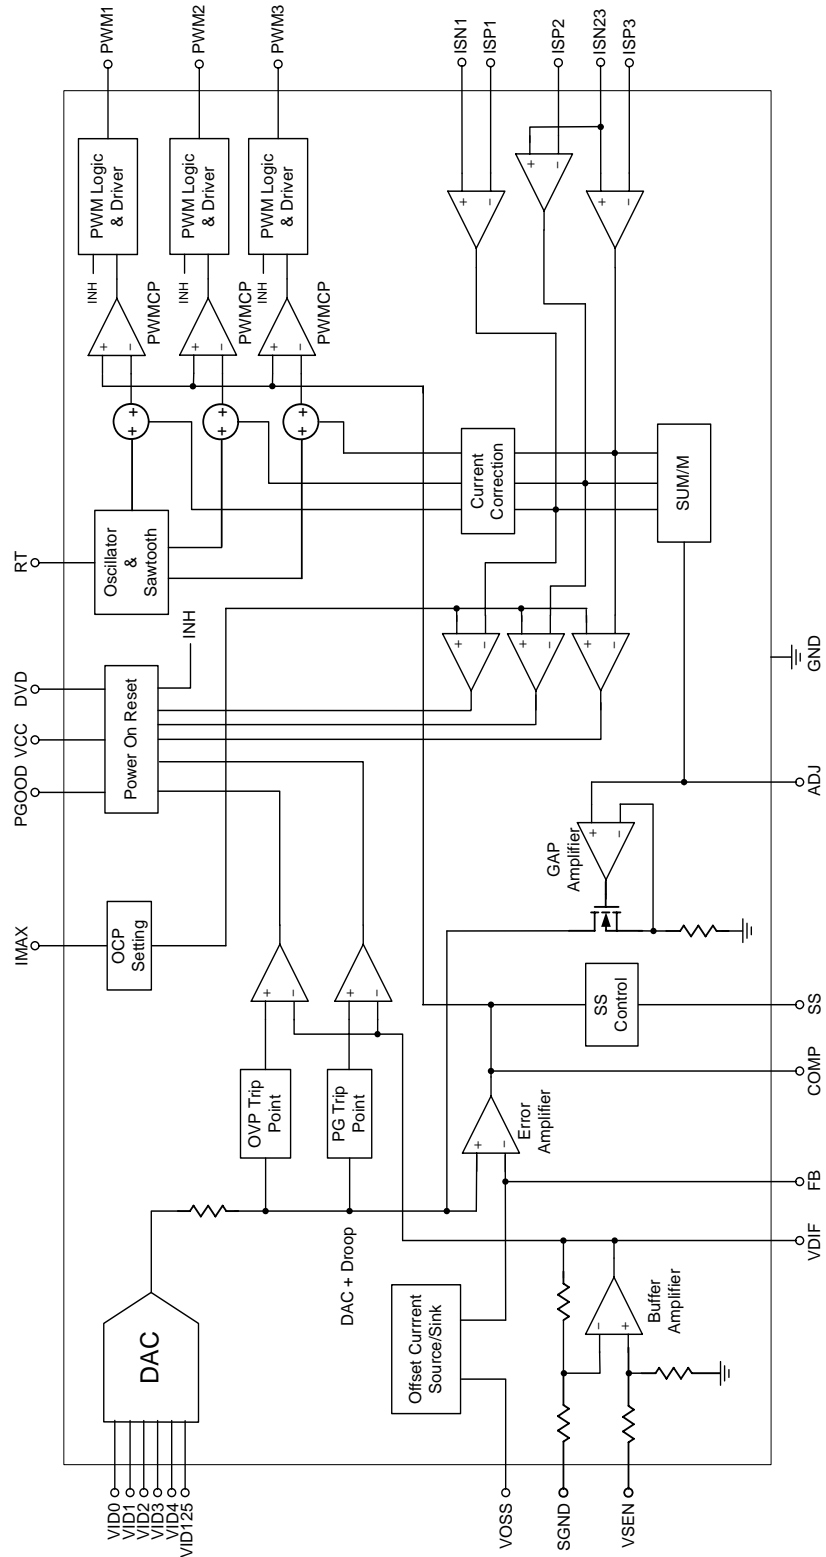 PWM1
PWM2
PWM3
ISN1
ISP1
ISP2
ISN23
ISP3
PWM Logic
& Driver
PWM Logic
& Driver
PWM Logic
& Driver
INH
INH
INH
PWMCP
PWMCP
PWMCP
+
-
+
-
+
-
+
-
+
-
+
-
+
+
+
+
+
+
RT
Oscillator
&
Sawtooth
Current
Correction
SUM/M
INH
DVD
VCC
PGOOD
Power On Reset
+
-
+
-
+
-
GND
IMAX
OCP
Setting
+
-
+
-
+
-
GAP
Amplifier
ADJ
OVP Trip
Point
PG Trip
Point
SS
Control
SS
COMP
+
-
Error
Amplifier
FB
VDIF
DAC + Droop
DAC
Offset Currrent
Source/Sink
-
+
Buffer
Amplifier
VID0
VID1
VID2
VID3
VID4
VID125
VOSS
SGND
VSEN